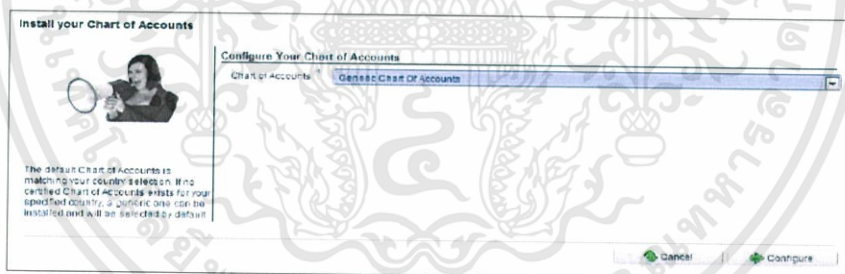 Install your Chart of Accounts
Configure Your Chart of Accounts
Chart of Accounts
Generic Chart Of Accounts
The default Chart of Accounts is
matching your country selection. If no
certified Chart of Accounts exists for your
specified country, a generic one can be
installed and will be selected by default
Cancel
Configure